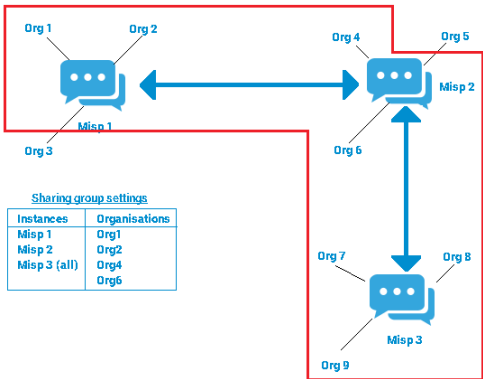 Org 1
Org 2
Misp 1
Org 3
Org 4
Org 5
Misp 2
Org 6
Sharing group settings
Instances Organisations
Misp 1 Org1
Misp 2 Org2
Misp 3 (all) Org4
Org6
Org 7
Org 8
Misp 3
Org 9